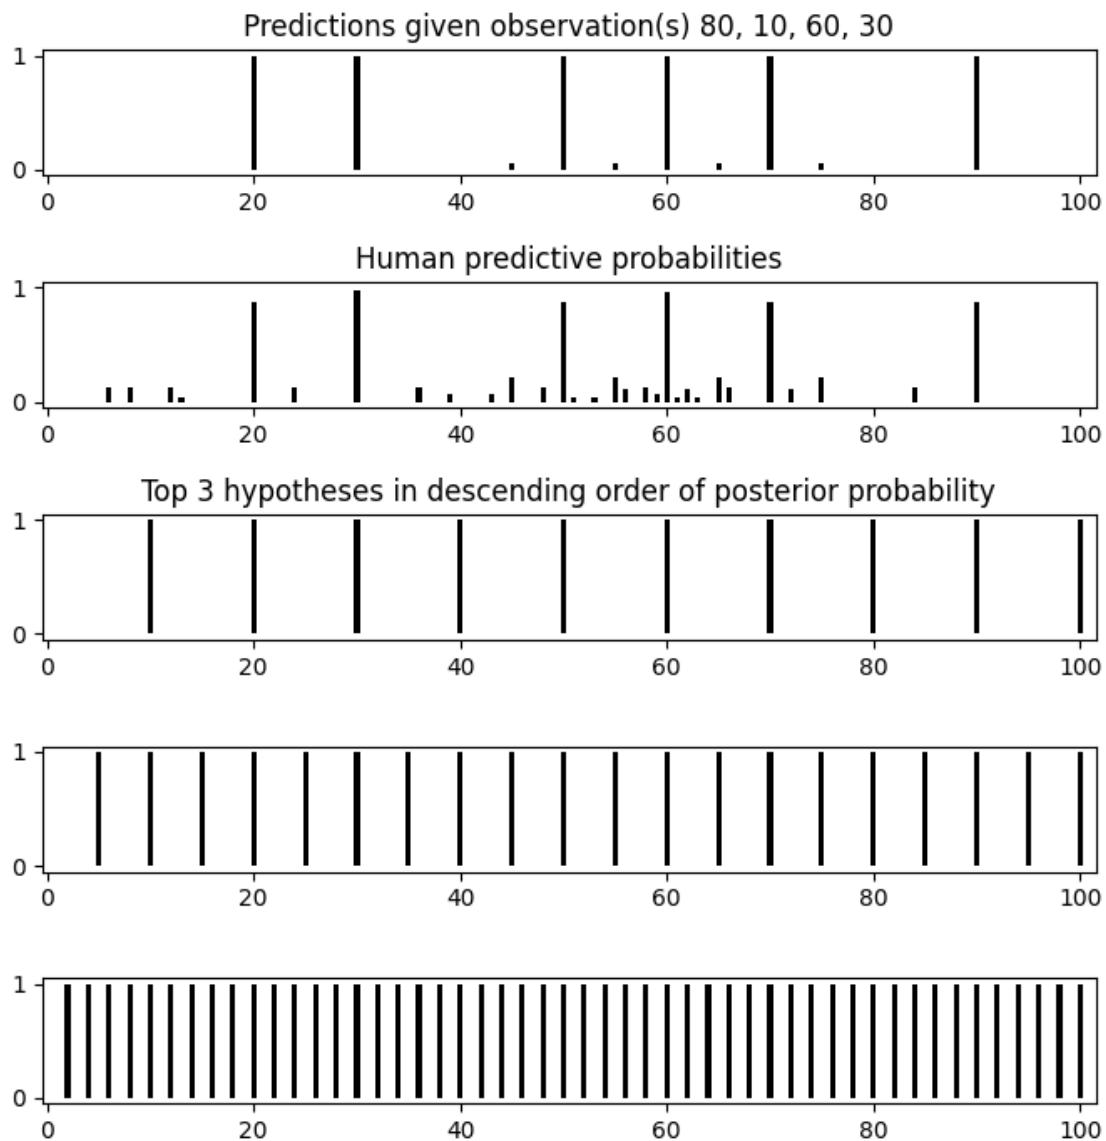 Predictions given observation(s) 80, 10, 60, 30
1
0
0 20 40 60 80 100
Human predictive probabilities
1
0
0 20 40 60 80 100
Top 3 hypotheses in descending order of posterior probability
1
0
0 20 40 60 80 100
1
0
0 20 40 60 80 100
1
0
0 20 40 60 80 100